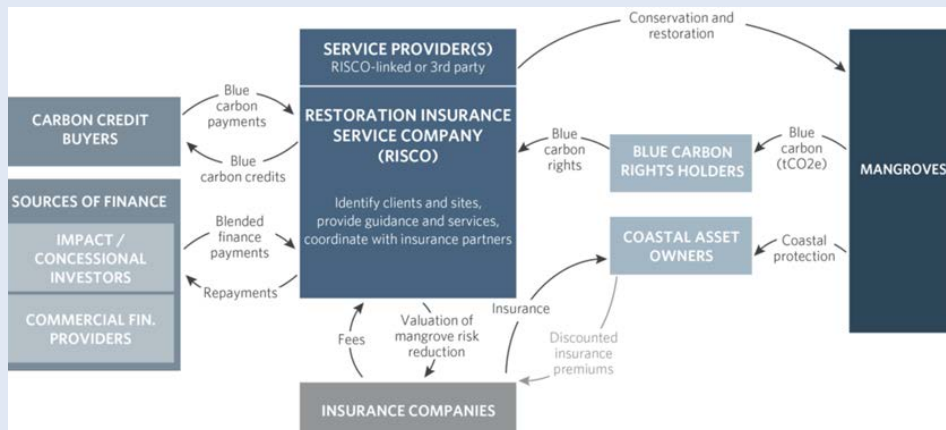 SERVICE PROVIDER(S)
RISCO-linked or 3rd party
RESTORATION INSURANCE
SERVICE COMPANY
(RISCO)
Identify clients and sites,
provide guidance and services,
coordinate with insurance partners
Conservation and
restoration
CARBON CREDIT
BUYERS
Blue
carbon
payments
Blue
carbon credits
SOURCES OF FINANCE
IMPACT /
CONCESSIONAL
INVESTORS
COMMERCIAL FIN.
PROVIDERS
Blended
finance
payments
Repayments
Blue
carbon
rights
BLUE CARBON
RIGHTS HOLDERS
Blue
carbon
(tCO2e)
MANGROVES
COASTAL ASSET
OWNERS
Coastal
protection
Fees
Valuation of
mangrove risk
reduction
Insurance
Discounted
insurance
premiums
INSURANCE COMPANIES